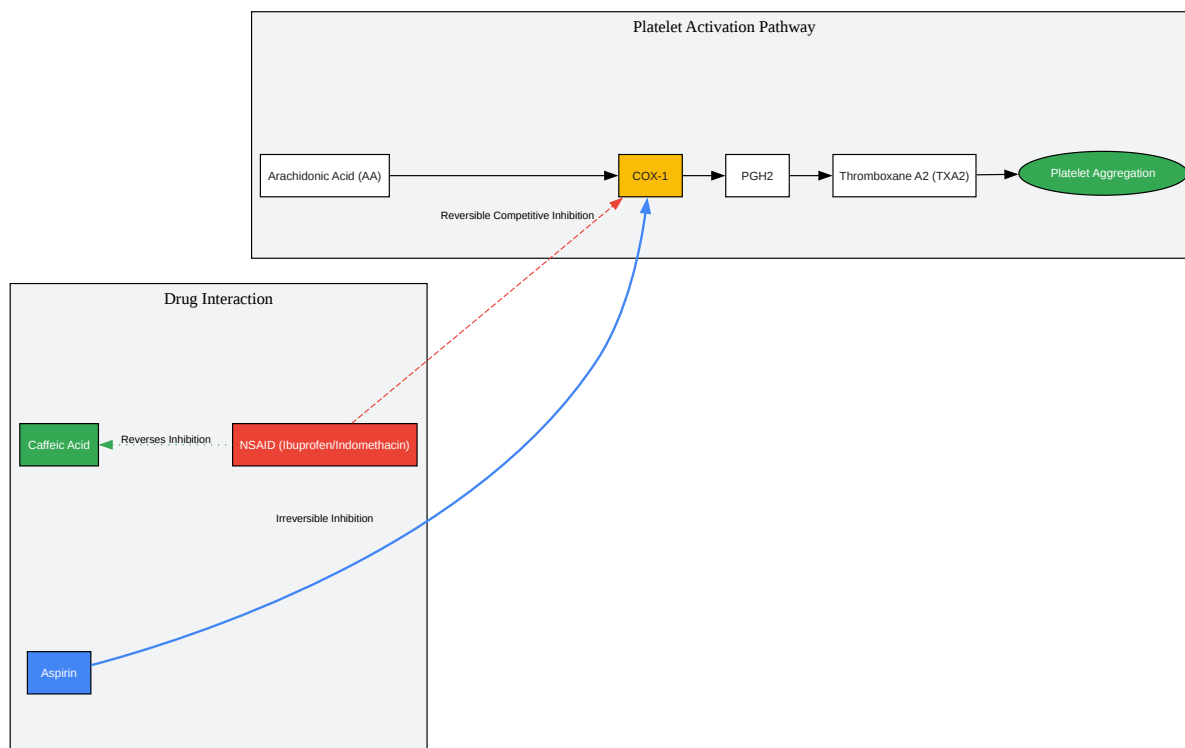 Platelet Activation Pathway
Arachidonic Acid (AA)
COX-1
PGH2
Thromboxane A2 (TXA2)
Platelet Aggregation
Reversible Competitive Inhibition
Drug Interaction
Caffeic Acid
Reverses Inhibition
NSAID (Ibuprofen/Indomethacin)
Irreversible Inhibition
Aspirin